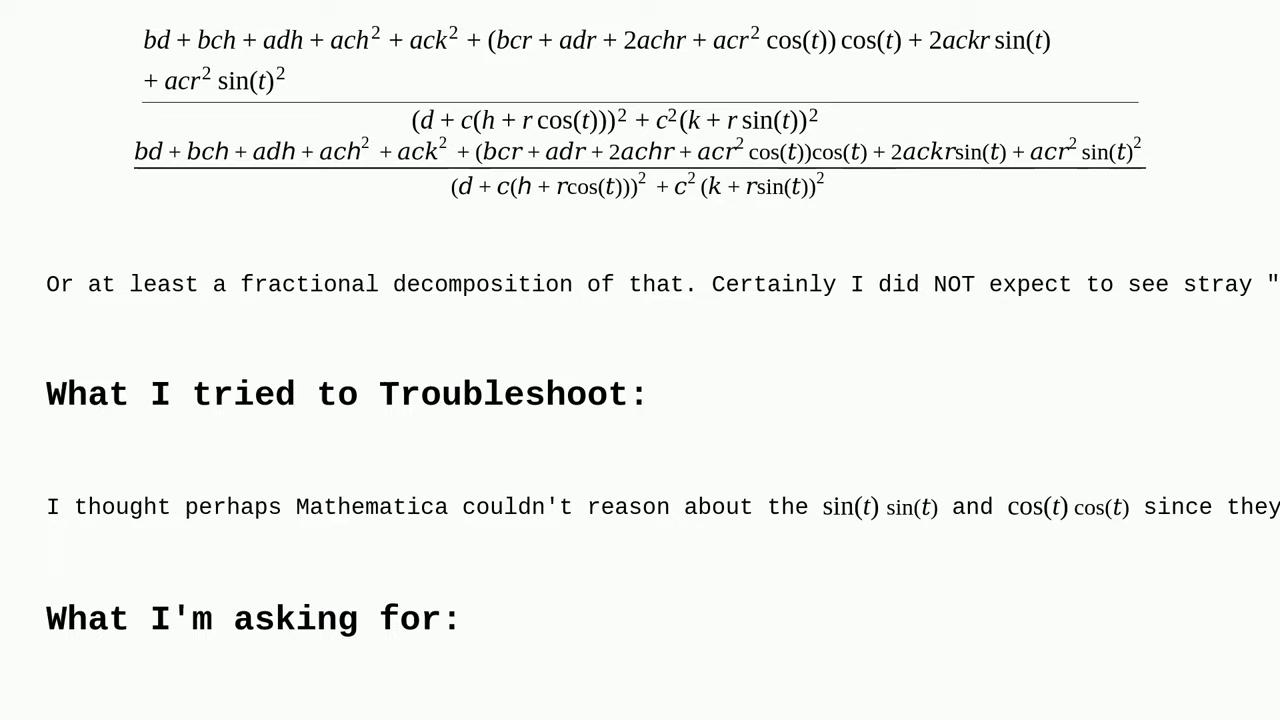 bd + bch + adh + ach² + ack² + (bcr + adr + 2achr + acr² cos(t)) cos(t) + 2ackr sin(t)
+ acr² sin(t)²
(d + c(h + r cos(t)))² + c²(k + r sin(t))²
bd + bch + adh + ach² + ack² + (bcr + adr + 2achr + acr² cos(t))cos(t) + 2ackrsin(t) + acr² sin(t)²
(d + c(h + rcos(t)))² + c² (k + rsin(t))²
Or at least a fractional decomposition of that. Certainly I did NOT expect to see stray "
What I tried to Troubleshoot:
I thought perhaps Mathematica couldn't reason about the sin(t) sin(t) and cos(t) cos(t) since they
What I'm asking for: